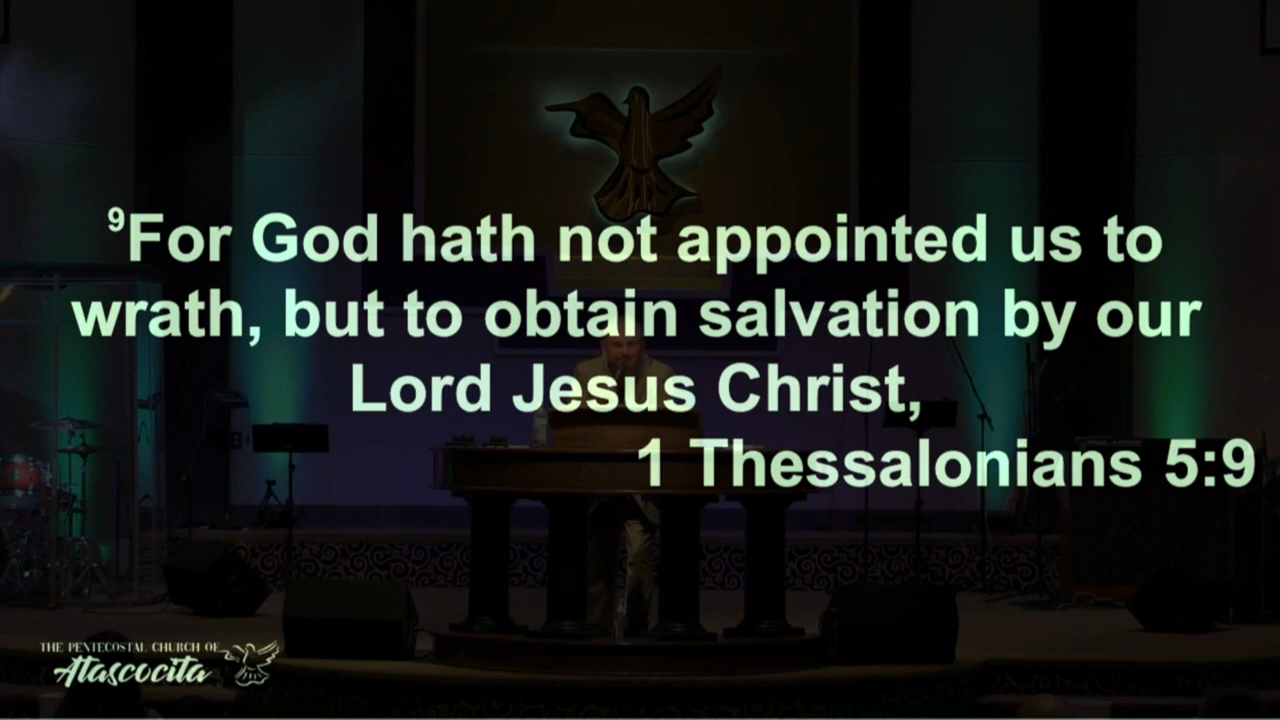 ⁹For God hath not appointed us to
wrath, but to obtain salvation by our
Lord Jesus Christ,
1 Thessalonians 5:9
THE PENTECOSTAL CHURCH OF
Atascocita